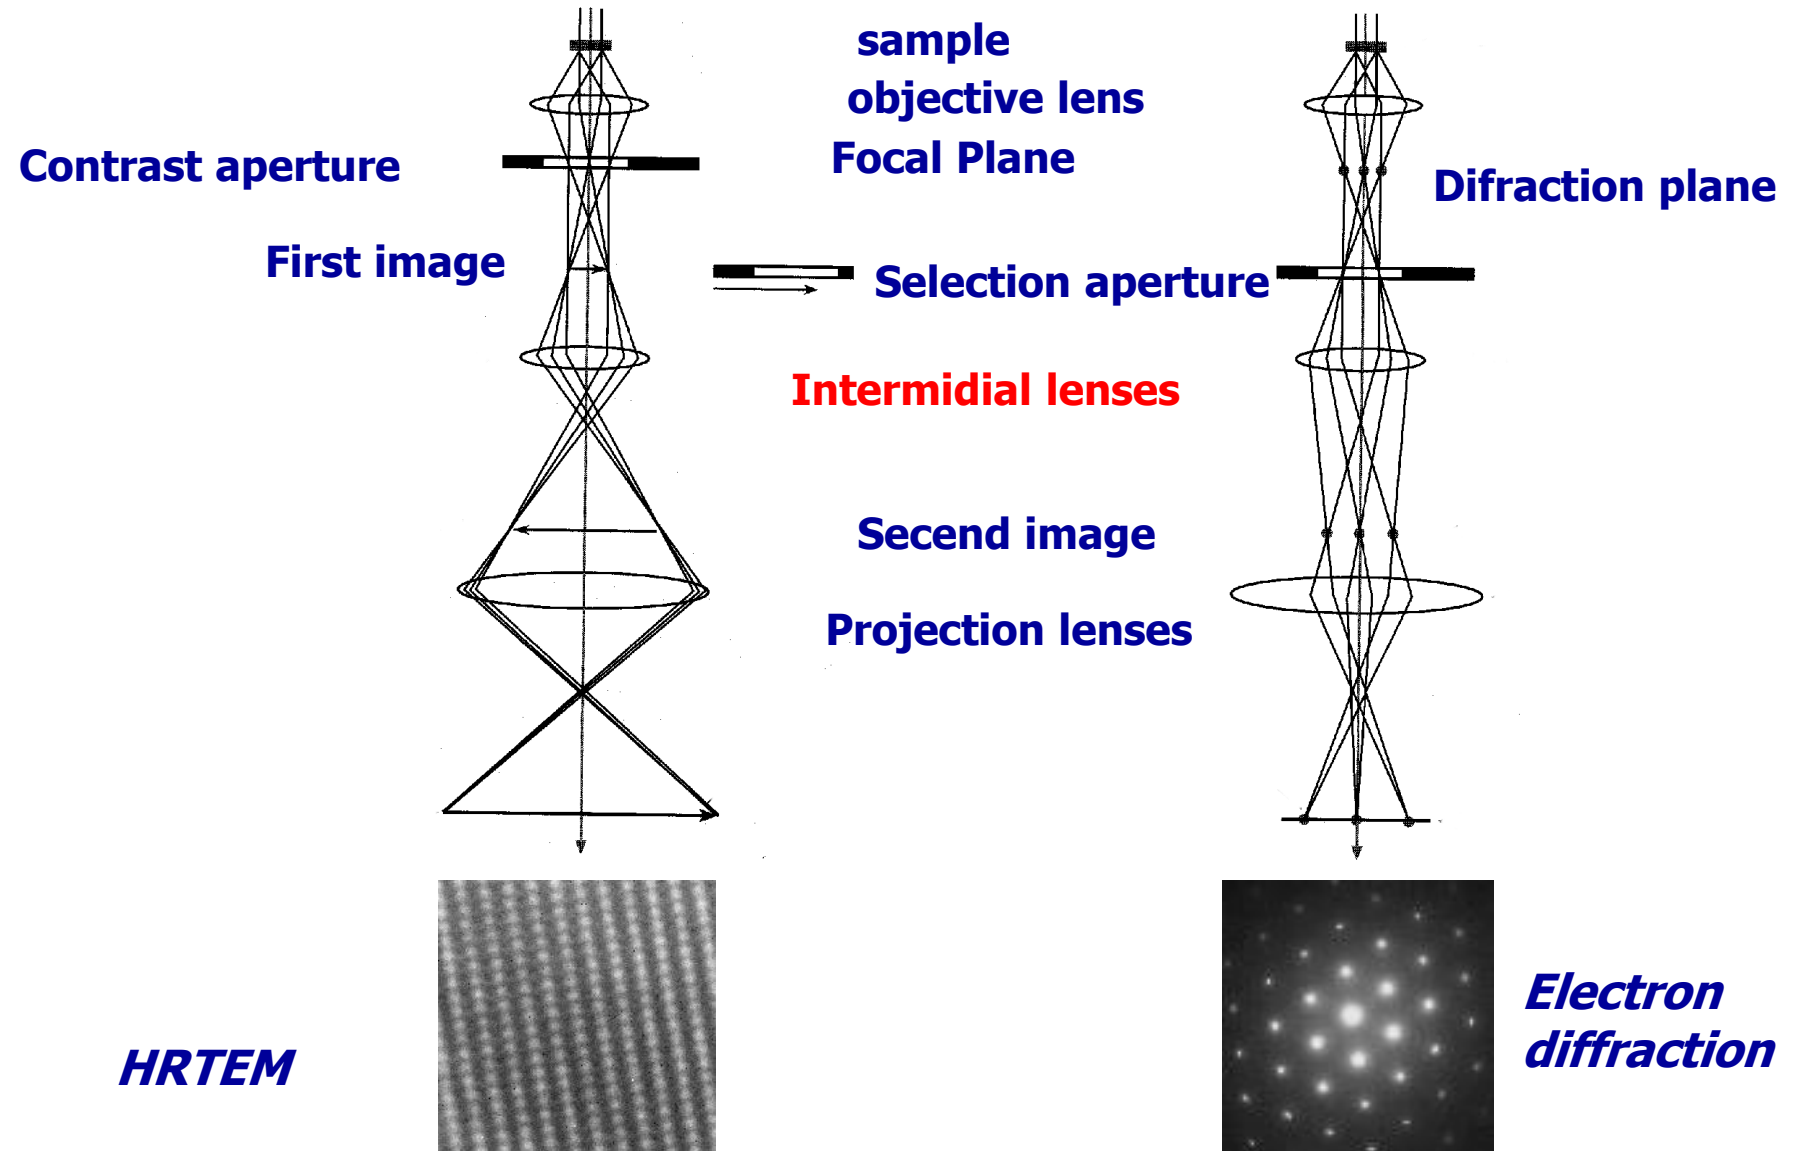 sample
objective lens
Contrast aperture
Focal Plane
Difraction plane
First image
Selection aperture
Intermidial lenses
Secend image
Projection lenses
HRTEM
Electron
diffraction